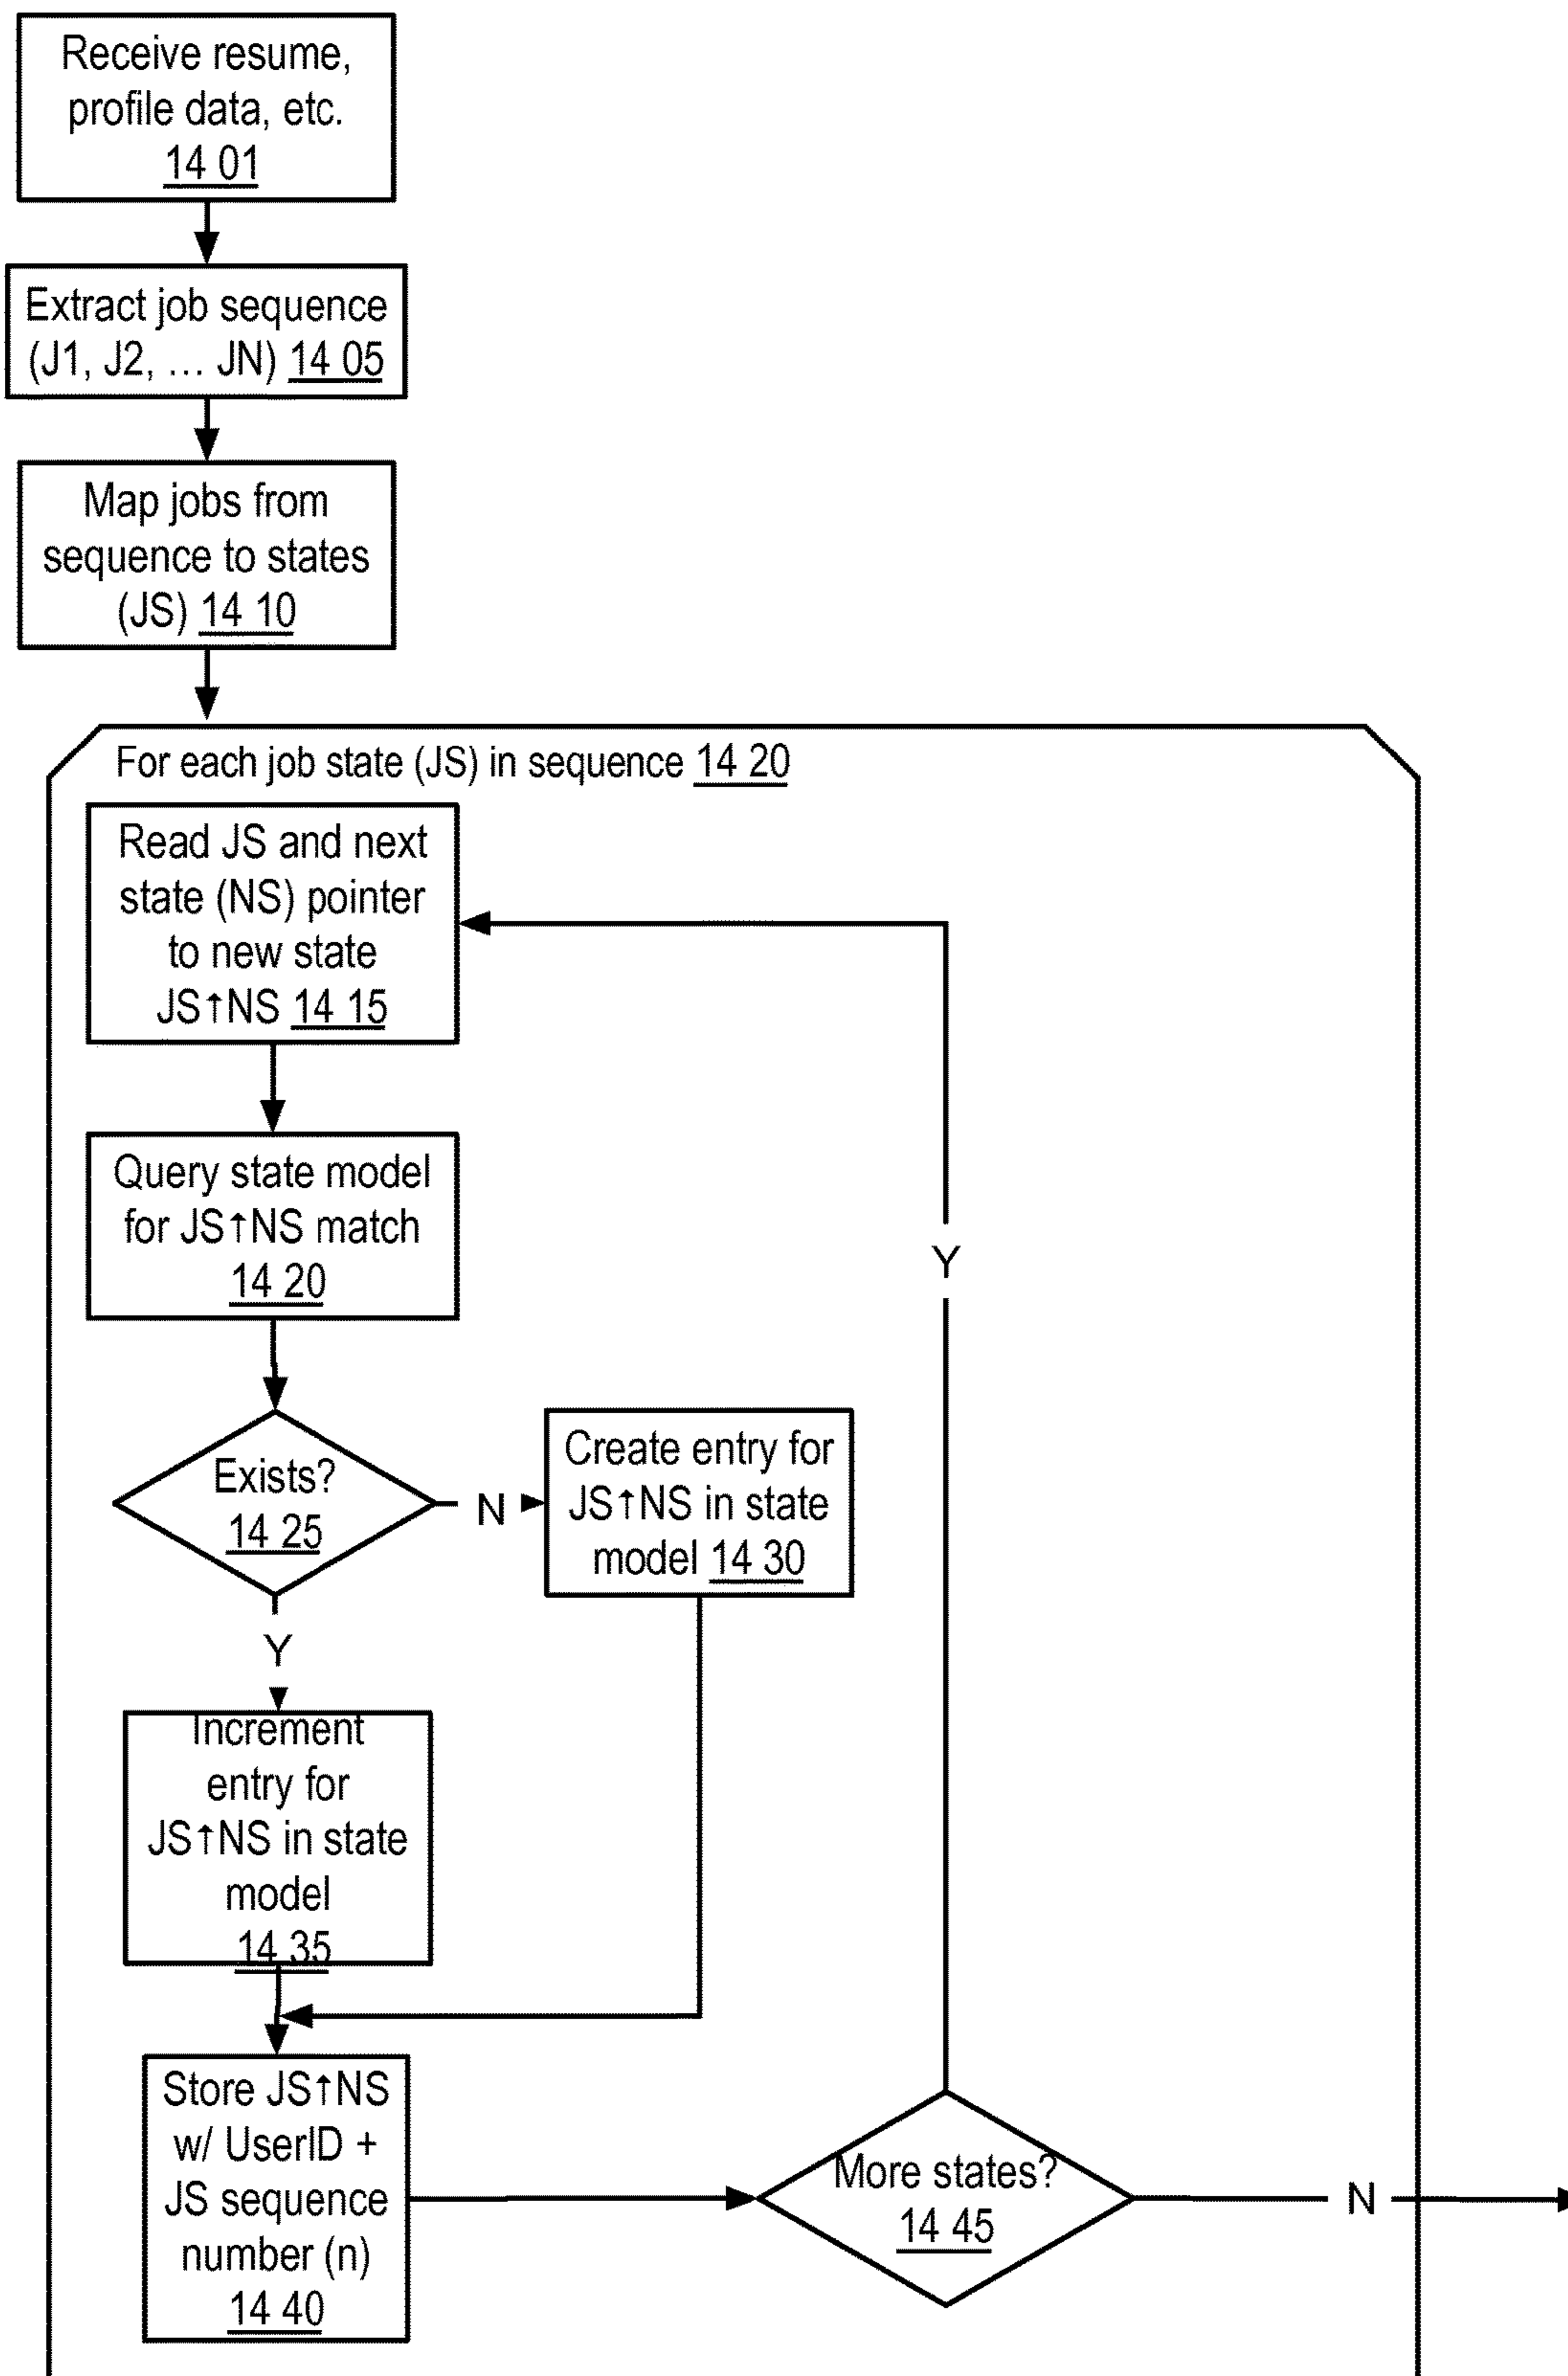 Receive resume,
profile data, etc.
14 01
Extract job sequence
(J1, J2, ... JN) 14 05
Map jobs from
sequence to states
(JS) 14 10
For each job state (JS) in sequence 14 20
Read JS and next
state (NS) pointer
to new state
JS↑NS 14 15
Query state model
for JS↑NS match
14 20
Y
Exists?
14 25
N
Create entry for
JS↑NS in state
model 14 30
Y
Increment
entry for
JS↑NS in state
model
14 35
Store JS↑NS
w/ UserID +
JS sequence
number (n)
14 40
More states?
14 45
N